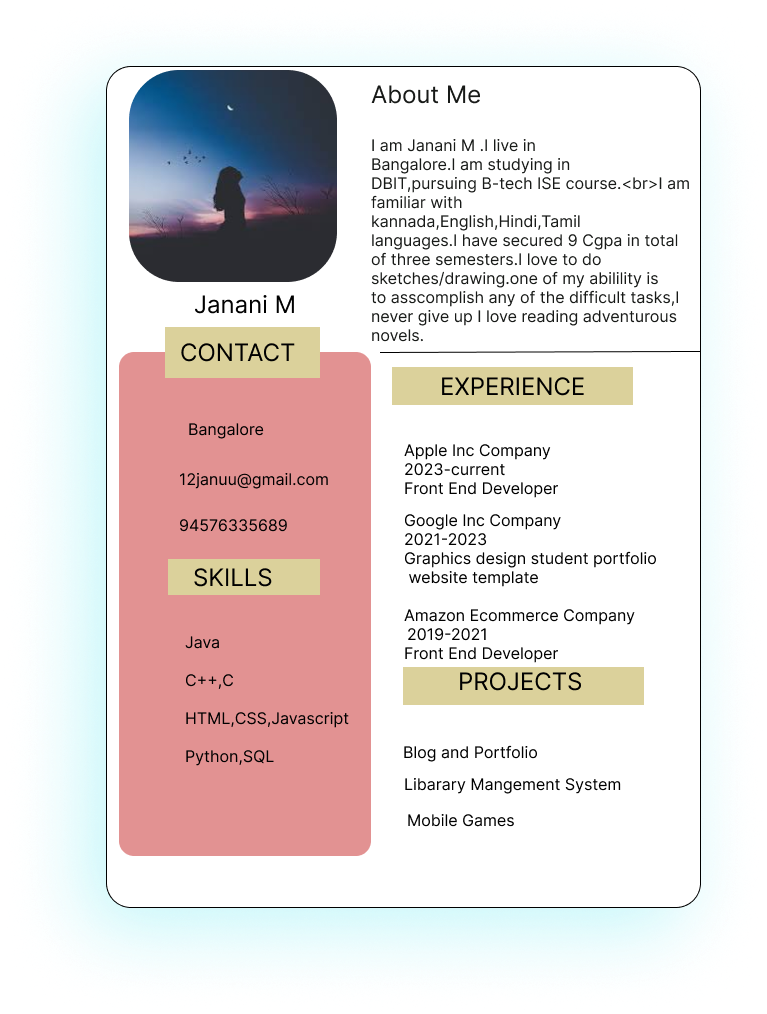 About Me
I am Janani M .I live in
Bangalore.I am studying in
DBIT,pursuing B-tech ISE course.<br>I am
familiar with
kannada,English,Hindi,Tamil
languages.I have secured 9 Cgpa in total
of three semesters.I love to do
sketches/drawing.one of my abilility is
to asscomplish any of the difficult tasks,I
never give up I love reading adventurous
novels.
Janani M
CONTACT
Bangalore
12januu@gmail.com
94576335689
SKILLS
Java
C++,C
HTML,CSS,Javascript
Python,SQL
EXPERIENCE
Apple Inc Company
2023-current
Front End Developer
Google Inc Company
2021-2023
Graphics design student portfolio
website template
Amazon Ecommerce Company
2019-2021
Front End Developer
PROJECTS
Blog and Portfolio
Libarary Mangement System
Mobile Games